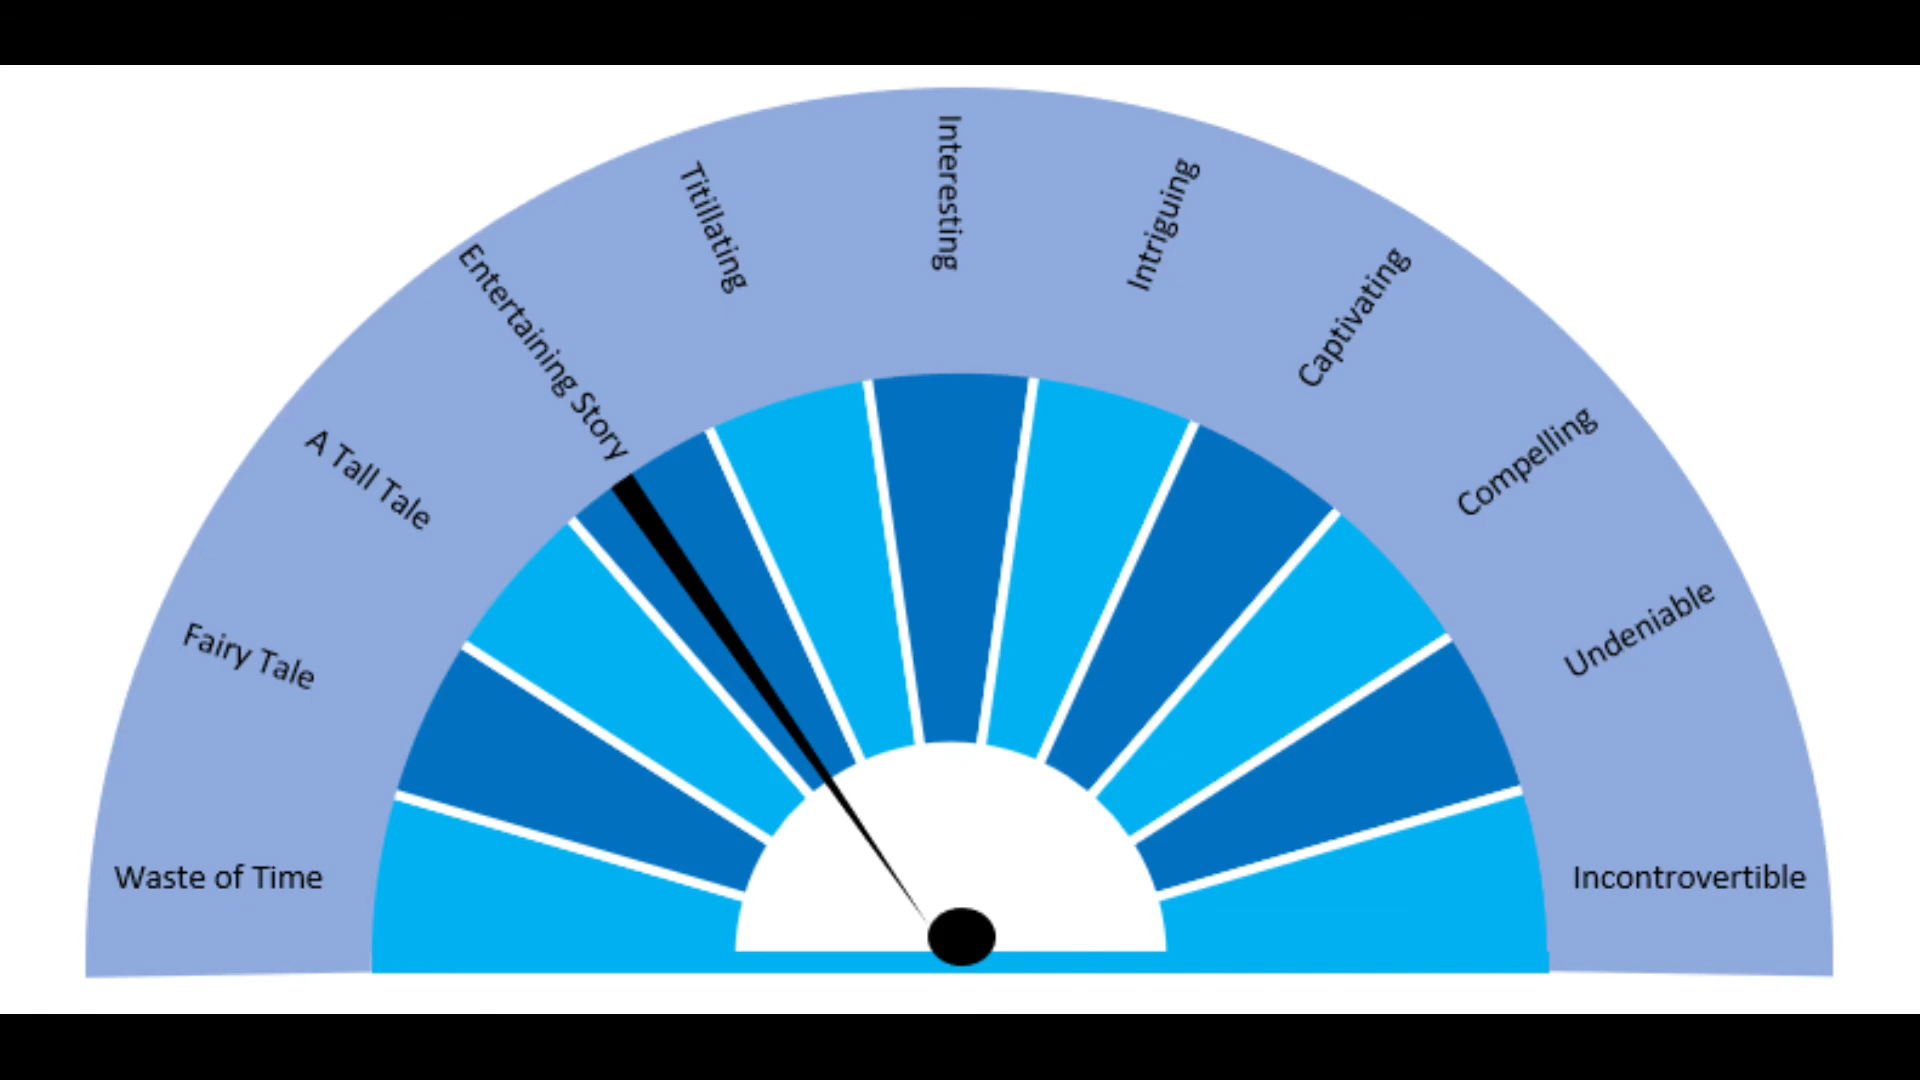 Waste of Time
Fairy Tale
A Tall Tale
Entertaining Story
Titillating
Interesting
Intriguing
Captivating
Compelling
Undeniable
Incontrovertible